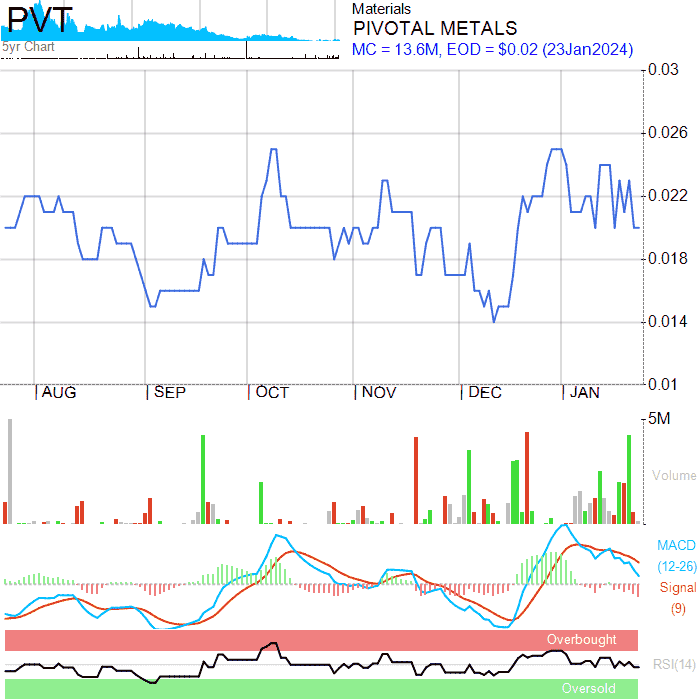 PVT
5yr Chart
Materials
PIVOTAL METALS
MC = 13.6M, EOD = $0.02 (23Jan2024)
0.03
0.026
0.022
0.018
0.014
0.01
AUG SEP OCT NOV DEC JAN
5M
Volume
MACD
(12-26)
Signal
(9)
Overbought
RSI(14)
Oversold